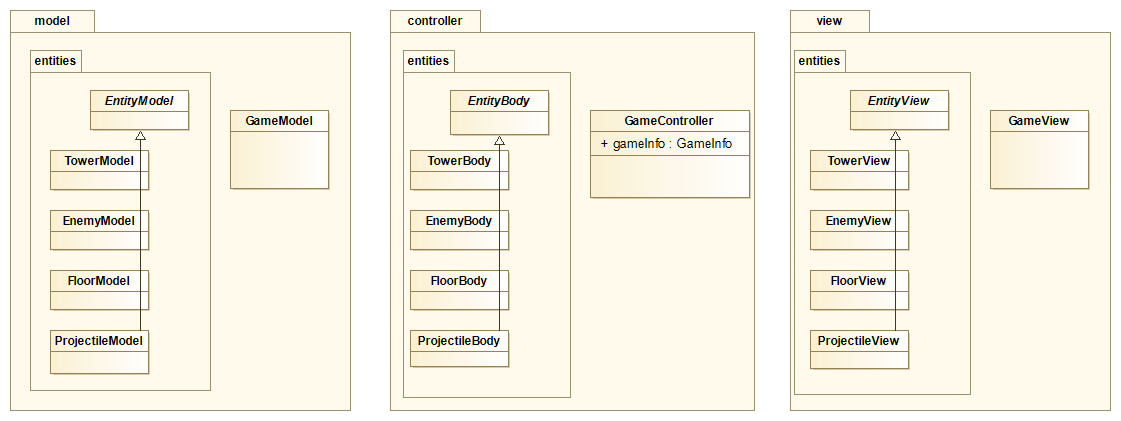 model
entities
EntityModel
GameModel
TowerModel
EnemyModel
FloorModel
ProjectileModel
controller
entities
EntityBody
GameController
+ gameInfo : GameInfo
TowerBody
EnemyBody
FloorBody
ProjectileBody
view
entities
EntityView
GameView
TowerView
EnemyView
FloorView
ProjectileView